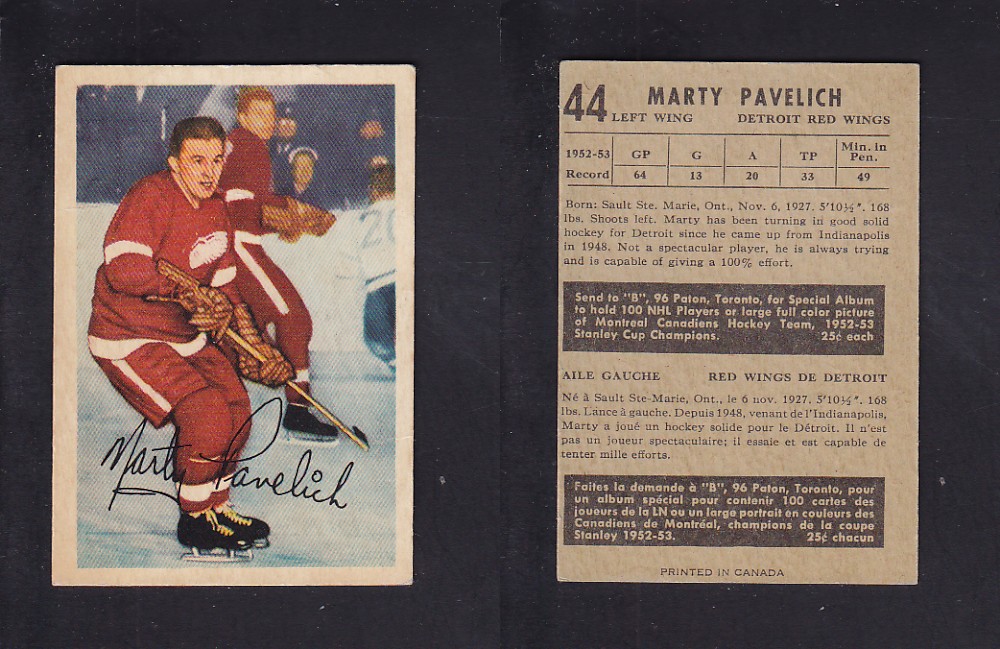 Marty Pavelich
44 MARTY PAVELICH
LEFT WING DETROIT RED WINGS
1952-53 Record GP G A TP Min. in Pen.
64 13 20 33 49
Born: Sault Ste. Marie, Ont., Nov. 6, 1927. 5'10½". 168
lbs. Shoots left. Marty has been turning in good solid
hockey for Detroit since he came up from Indianapolis
in 1948. Not a spectacular player, he is always trying
and is capable of giving a 100% effort.
Send to "B", 96 Paton, Toronto, for Special Album
to hold 100 NHL Players or large full color picture
of Montreal Canadiens Hockey Team, 1952-53
Stanley Cup Champions. 25¢ each
AILE GAUCHE RED WINGS DE DETROIT
Né à Sault Ste-Marie, Ont., le 6 nov. 1927. 5'10½". 168
lbs. Lance à gauche. Depuis 1948, venant de l'Indianapolis,
Marty a joué un hockey solide pour le Détroit. Il n'est
pas un joueur spectaculaire; il essaie et est capable de
tenter mille efforts.
Faites la demande à "B", 96 Paton, Toronto, pour
un album spécial pour contenir 100 cartes des
joueurs de la LN ou un large portrait en couleurs des
Canadiens de Montréal, champions de la coupe
Stanley 1952-53. 25¢ chacun
PRINTED IN CANADA